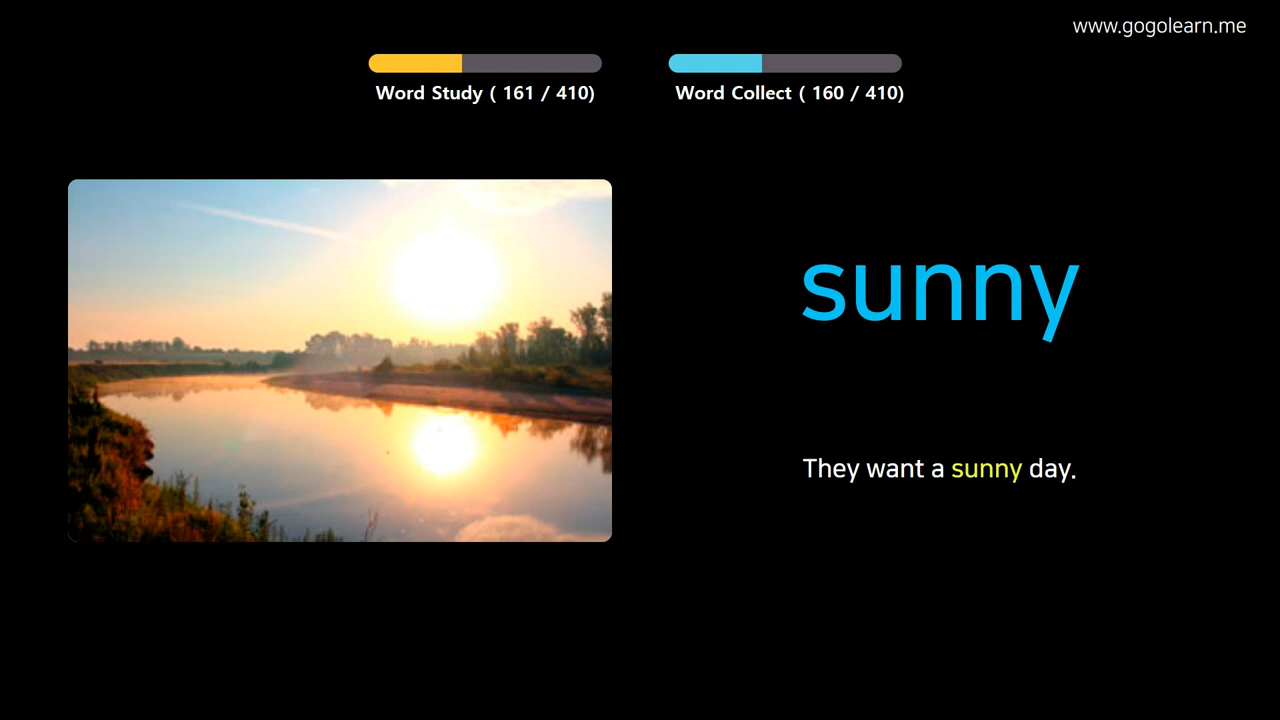 www.gogolearn.me
Word Study ( 161 / 410)
Word Collect ( 160 / 410)
sunny
They want a sunny day.